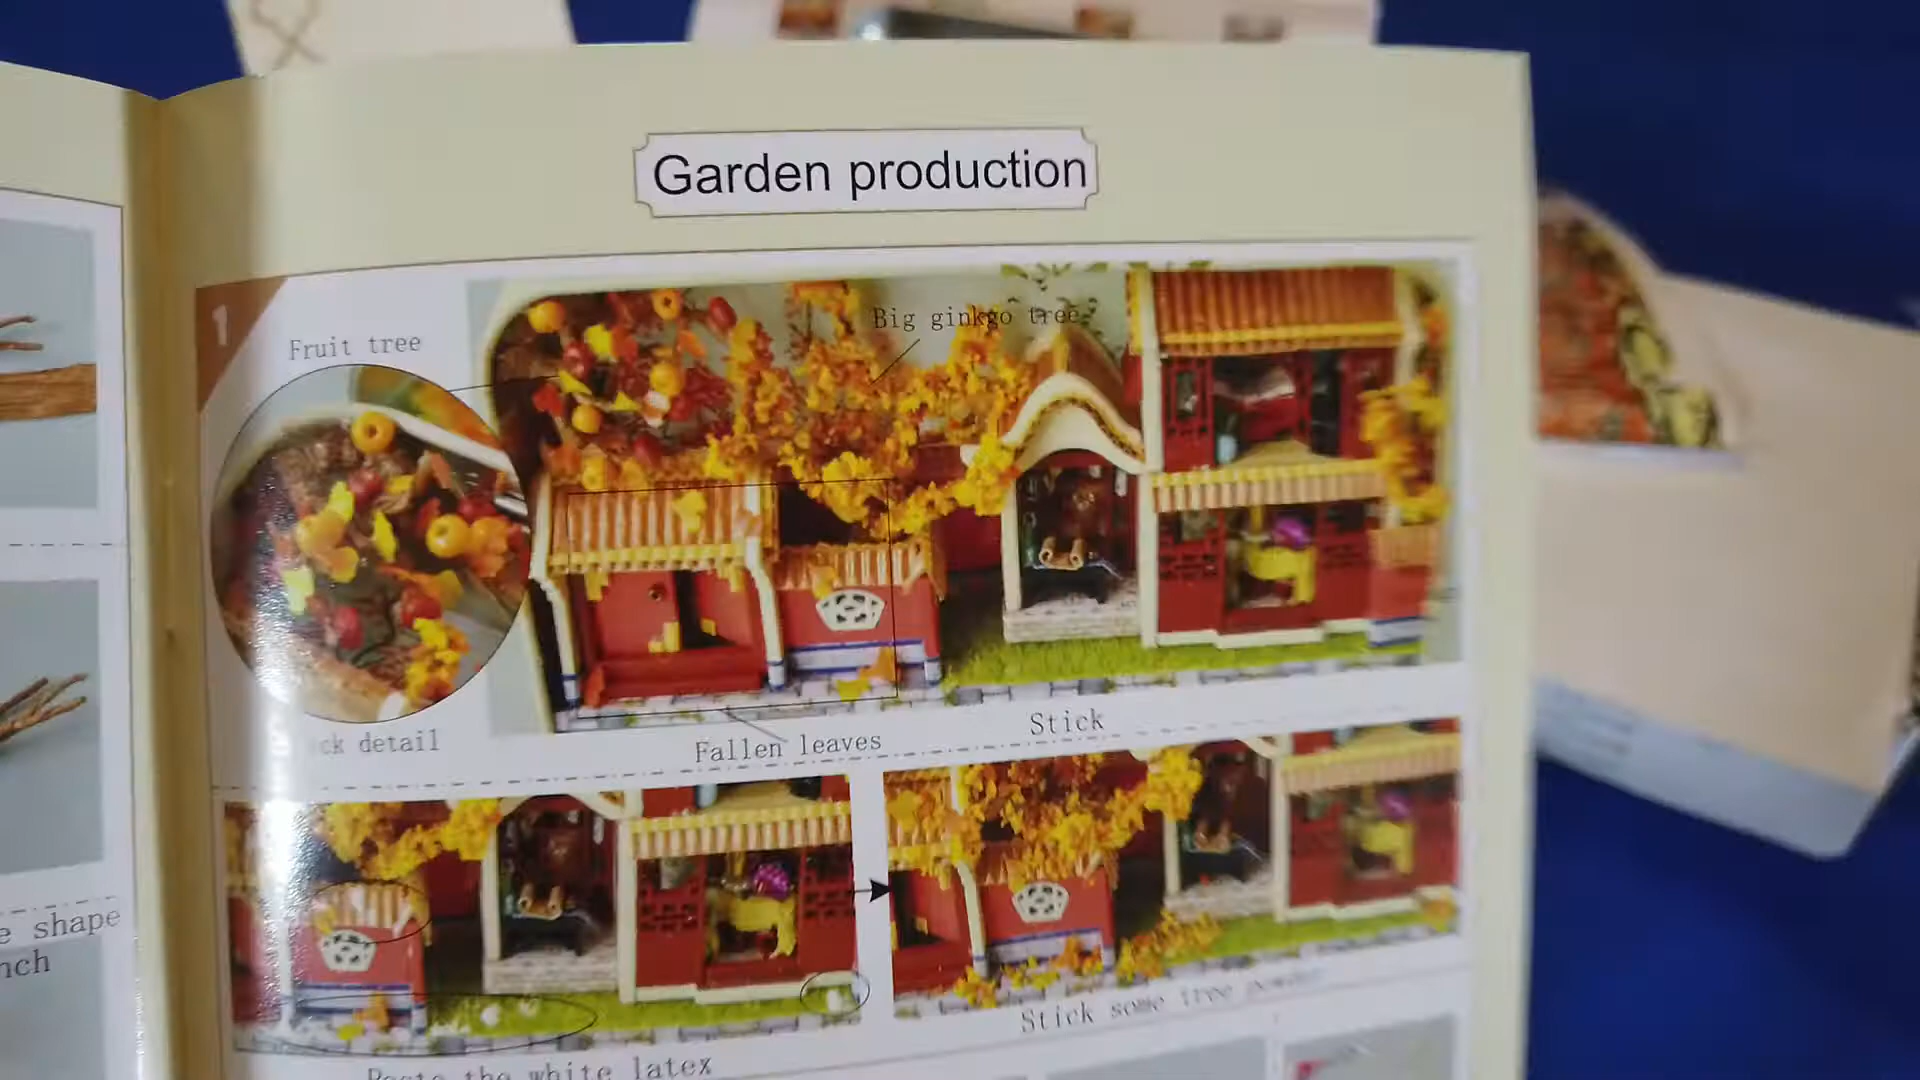 Garden production
1
Fruit tree
Big ginkgo tree
detail
Fallen leaves
Stick
shape
the white latex
Stick some tree powder